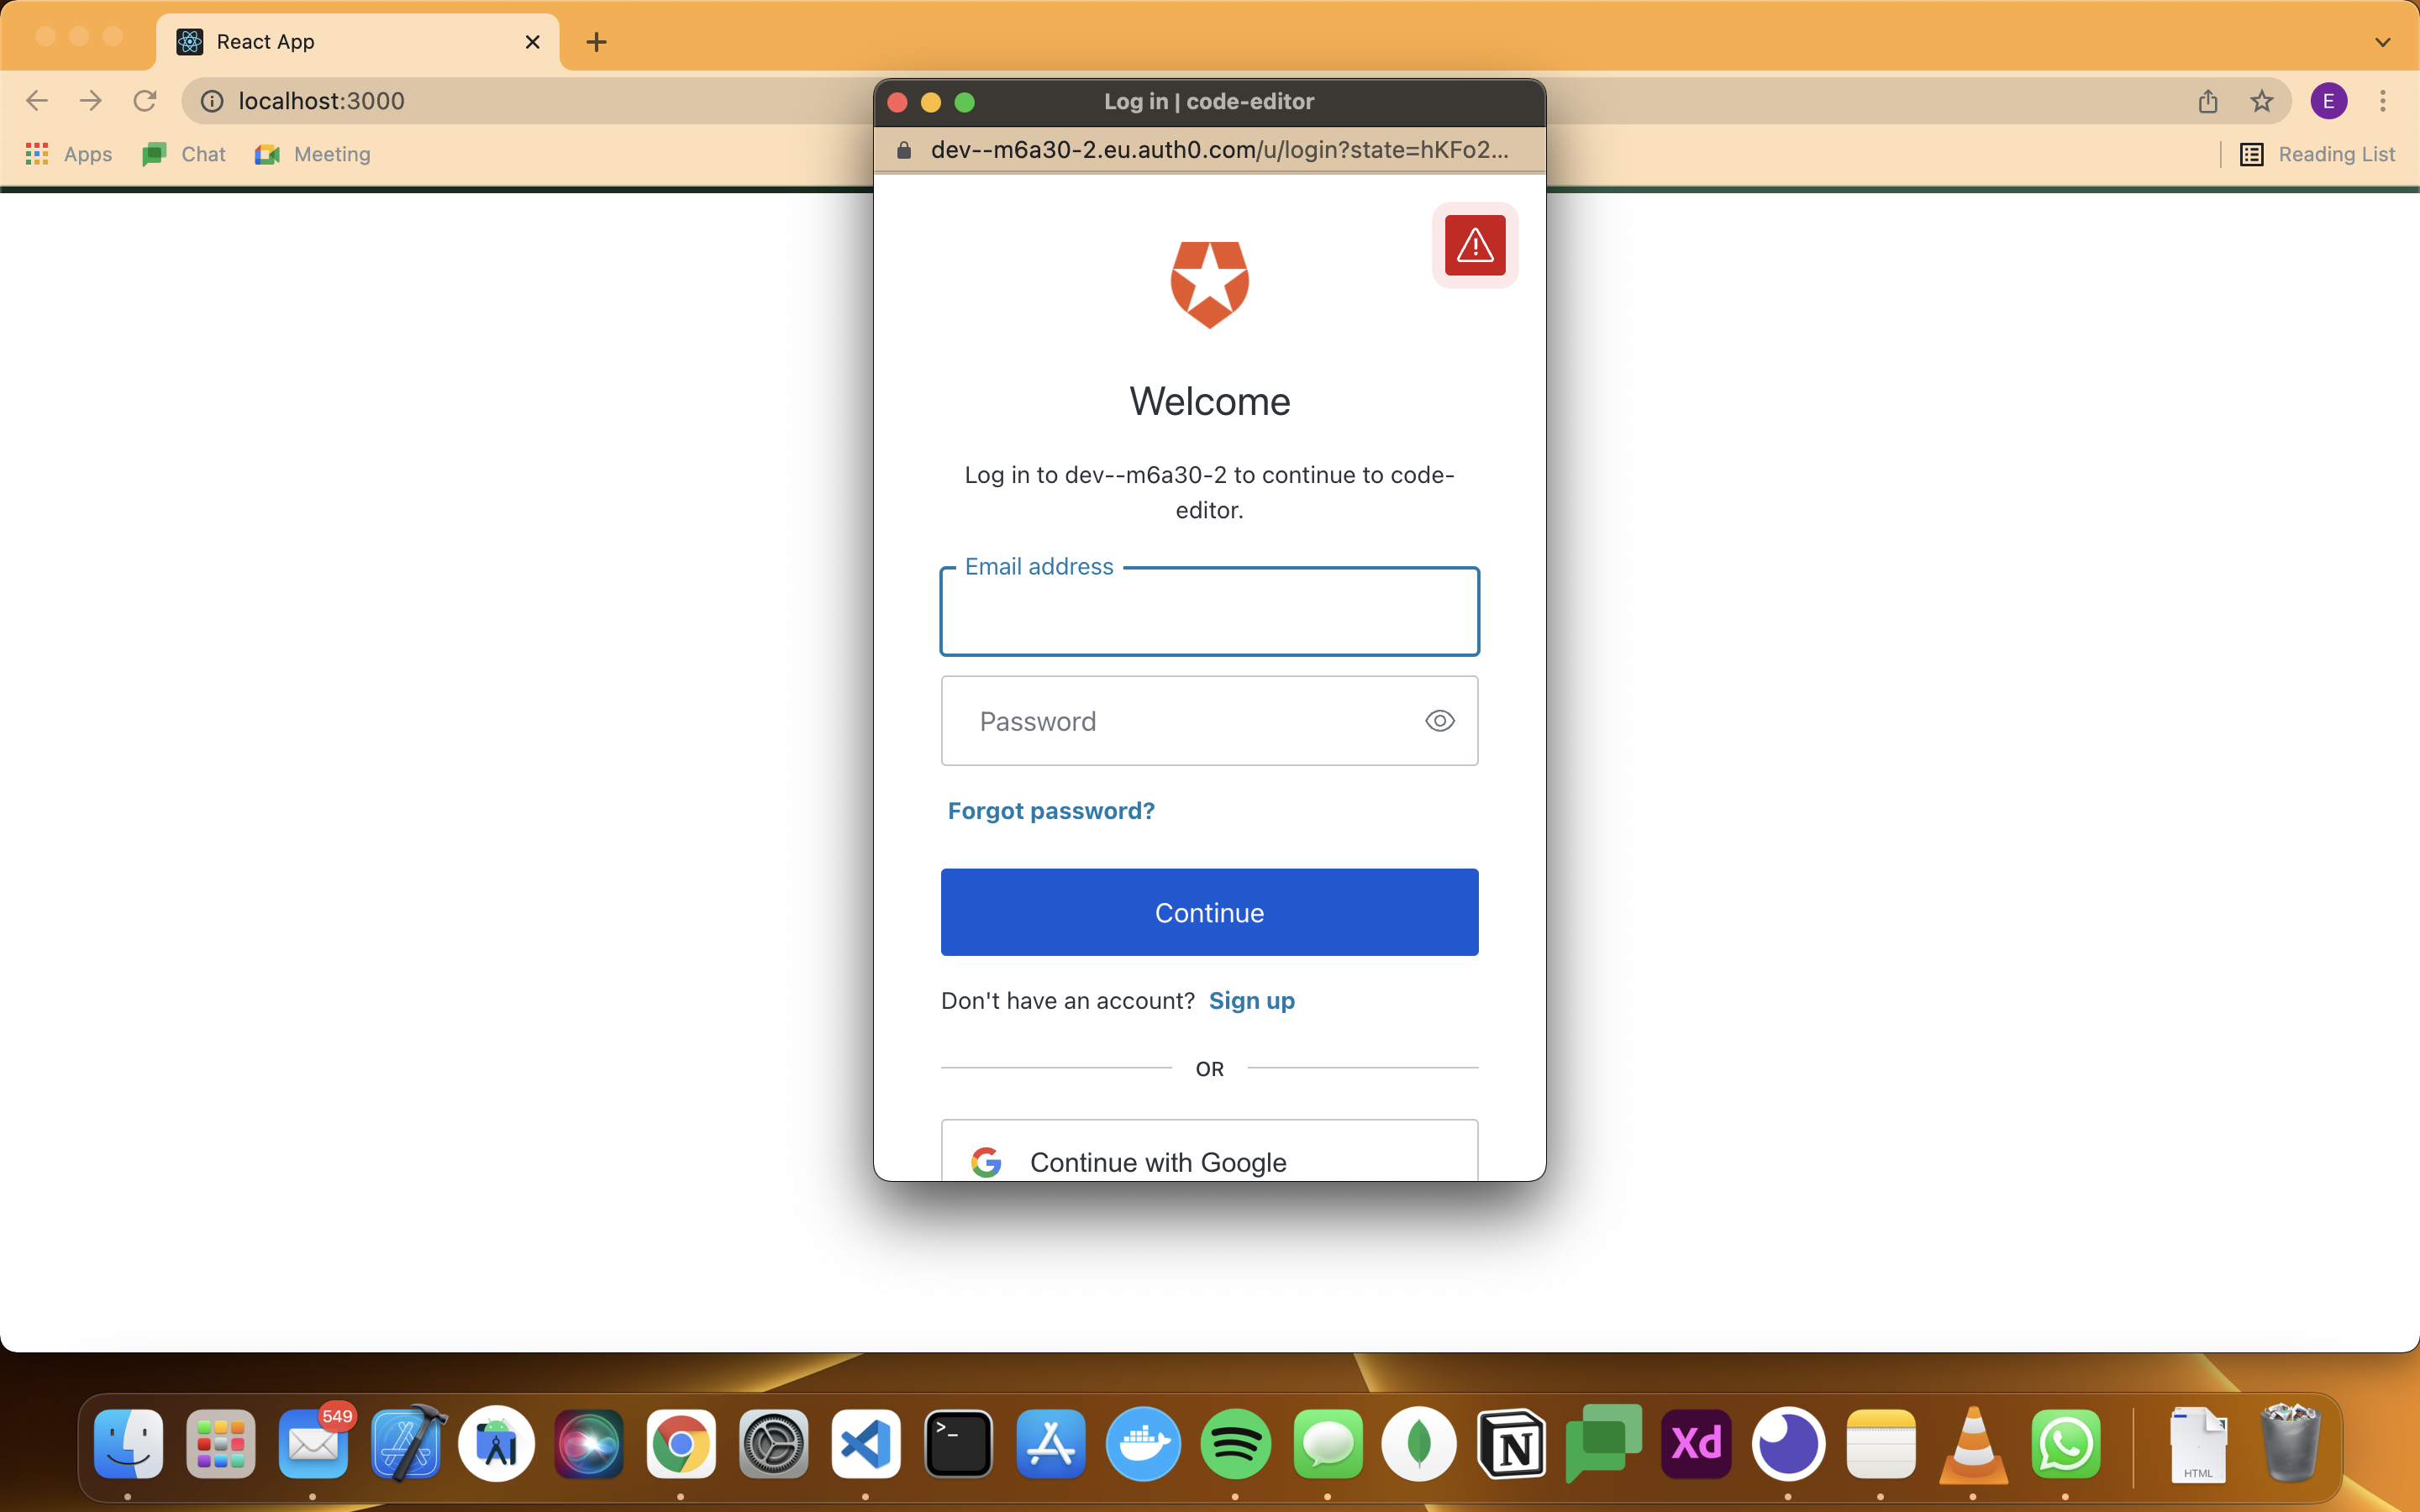 React App
localhost:3000
E
Apps
Chat
Meeting
Reading List
Log in | code-editor
dev--m6a30-2.eu.auth0.com/u/login?state=hKFo2...
Welcome
Log in to dev--m6a30-2 to continue to code-
editor.
Email address
Password
Forgot password?
Continue
Don't have an account? Sign up
OR
Continue with Google
549
>_
N
Xd
HTML